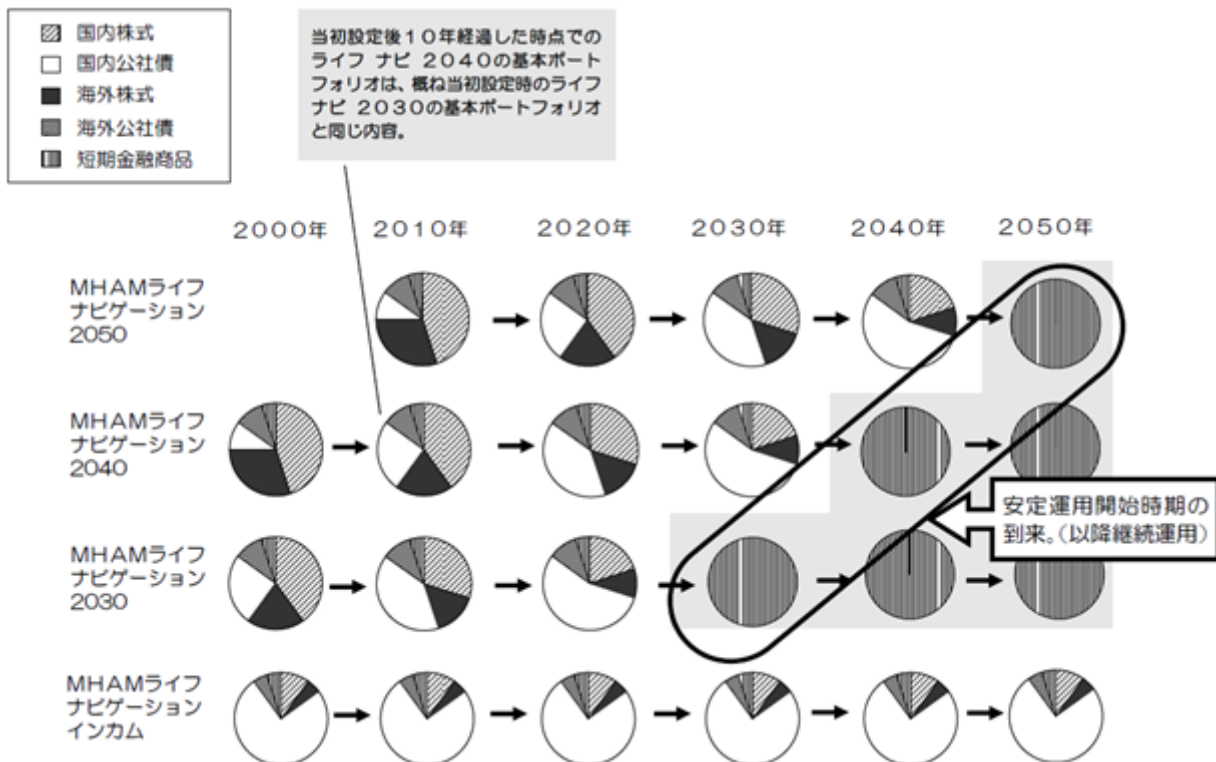 国内株式
国内公社債
海外株式
海外公社債
短期金融商品
当初設定後10年経過した時点での
ライフ ナビ 2040の基本ポート
フォリオは、概ね当初設定時のライフ
ナビ 2030の基本ポートフォリオ
と同じ内容。
2000年 2010年 2020年 2030年 2040年 2050年
MHAMライフ
ナビゲーション
2050
MHAMライフ
ナビゲーション
2040
安定運用開始時期の
到来。(以降継続運用)
MHAMライフ
ナビゲーション
2030
MHAMライフ
ナビゲーション
インカム